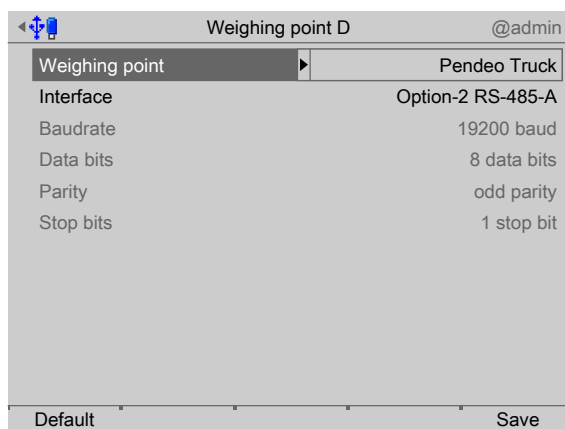 Weighing point D @admin
Weighing point Pendeo Truck
Interface Option-2 RS-485-A
Baudrate 19200 baud
Data bits 8 data bits
Parity odd parity
Stop bits 1 stop bit
Default Save